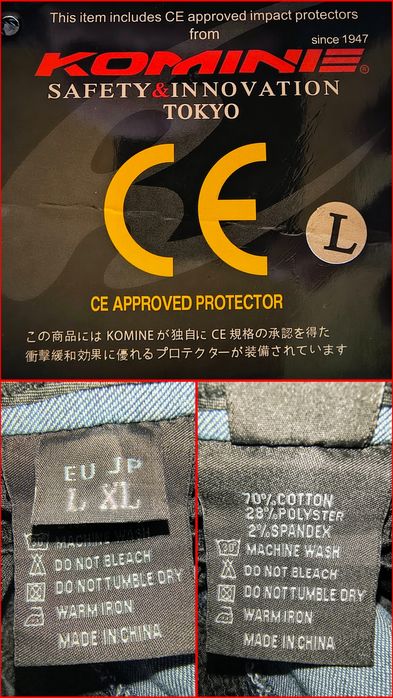 This item includes CE approved impact protectors
from
since 1947
KOMINE®
SAFETY & INNOVATION
TOKYO
CE
L
CE APPROVED PROTECTOR
この商品には KOMINE が独自に CE 規格の承認を得た
衝撃緩和効果に優れるプロテクターが装備されています
EU JP
L XL
MACHINE WASH
DO NOT BLEACH
DO NOT TUMBLE DRY
WARM IRON
MADE IN CHINA
70%COTTON
28%POLYSTER
2%SPANDEX
20° MACHINE WASH
DO NOT BLEACH
DO NOT TUMBLE DRY
WARM IRON
MADE IN CHINA